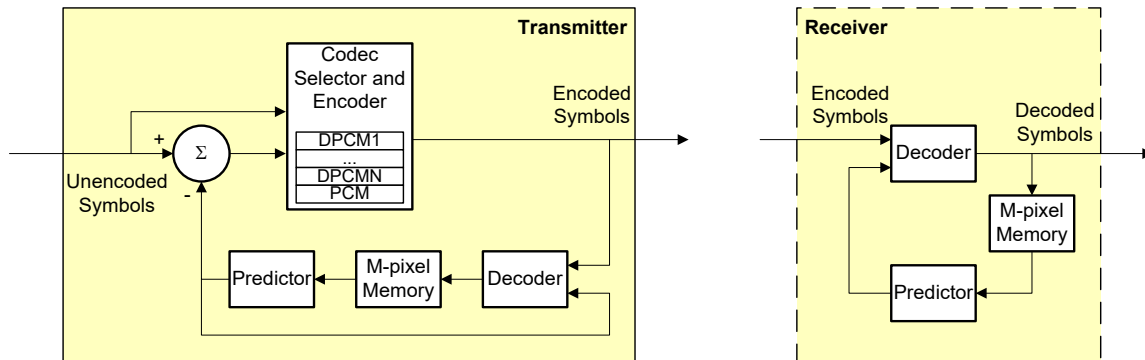 Transmitter
Codec
Selector and
Encoder
DPCM1
...
DPCMN
PCM
+
Σ
-
Unencoded
Symbols
Encoded
Symbols
Predictor
M-pixel
Memory
Decoder
Receiver
Encoded
Symbols
Decoder
Decoded
Symbols
M-pixel
Memory
Predictor